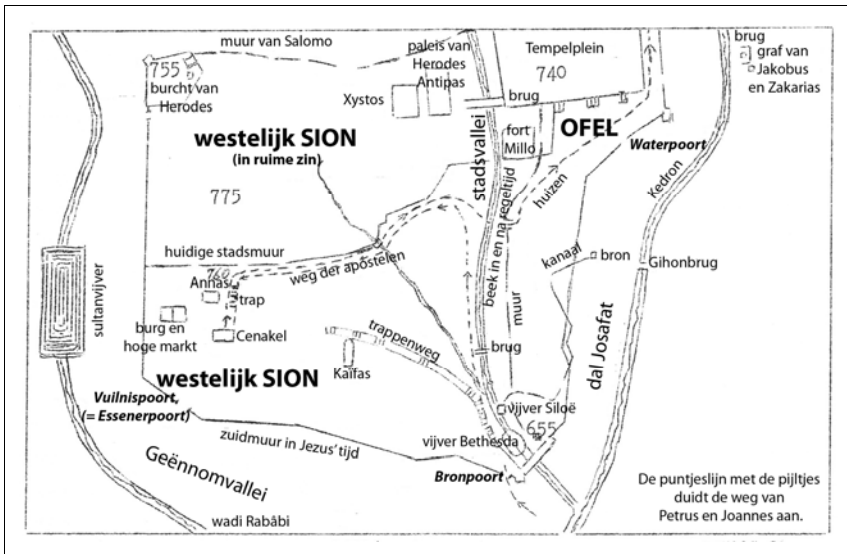 muur van Salomo
paleis van
Herodes
Antipas
Tempelplein
740
brug
graf van
Jakobus
en Zakarias
755
burcht van
Herodes
Xystos
brug
fort
Millo
OFEL
Waterpoort
westelijk SION
(in ruime zin)
stadsvallei
huizen
Kedron
775
beek in en na regeltijd
huidige stadsmuur
weg der apostelen
kanaal
bron
Gihonbrug
sultanvijver
760
Annas
trap
burg en
hoge markt
Cenakel
trappenweg
muur
dal Josafat
brug
westelijk SION
Kaïfas
Vuilnispoort,
(= Essenerpoort)
vijver Siloë
655
zuidmuur in Jezus' tijd
vijver Bethesda
Geënnomvallei
Bronpoort
De puntjeslijn met de pijltjes
duidt de weg van
Petrus en Joannes aan.
wadi Rabâbi